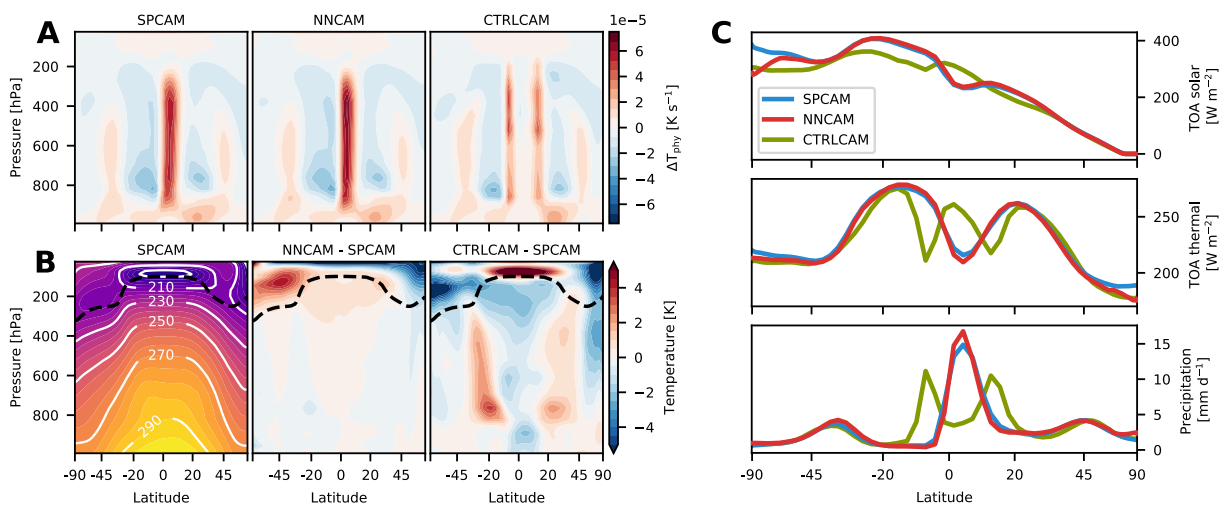 A
SPCAM
NNCAM
CTRLCAM
1e−5
Pressure [hPa]
200
400
600
800
6
4
2
0
−2
−4
−6
ΔT_phy [K s⁻¹]
B
SPCAM
NNCAM - SPCAM
CTRLCAM - SPCAM
Pressure [hPa]
200
400
600
800
210
230
250
270
290
4
2
0
−2
−4
Temperature [K]
-90 -45 -20 0 20 45
-45 -20 0 20 45
-45 -20 0 20 45 90
Latitude
Latitude
Latitude
C
SPCAM
NNCAM
CTRLCAM
400
200
0
TOA solar
[W m⁻²]
250
200
TOA thermal
[W m⁻²]
15
10
5
0
Precipitation
[mm d⁻¹]
-90 -45 -20 0 20 45 90
Latitude